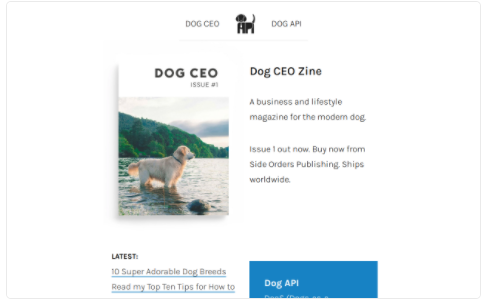 DOG CEO
API
DOG API
DOG CEO
ISSUE #1
Dog CEO Zine
A business and lifestyle
magazine for the modern dog.
Issue 1 out now. Buy now from
Side Orders Publishing. Ships
worldwide.
LATEST:
10 Super Adorable Dog Breeds
Read my Top Ten Tips for How to
Dog API